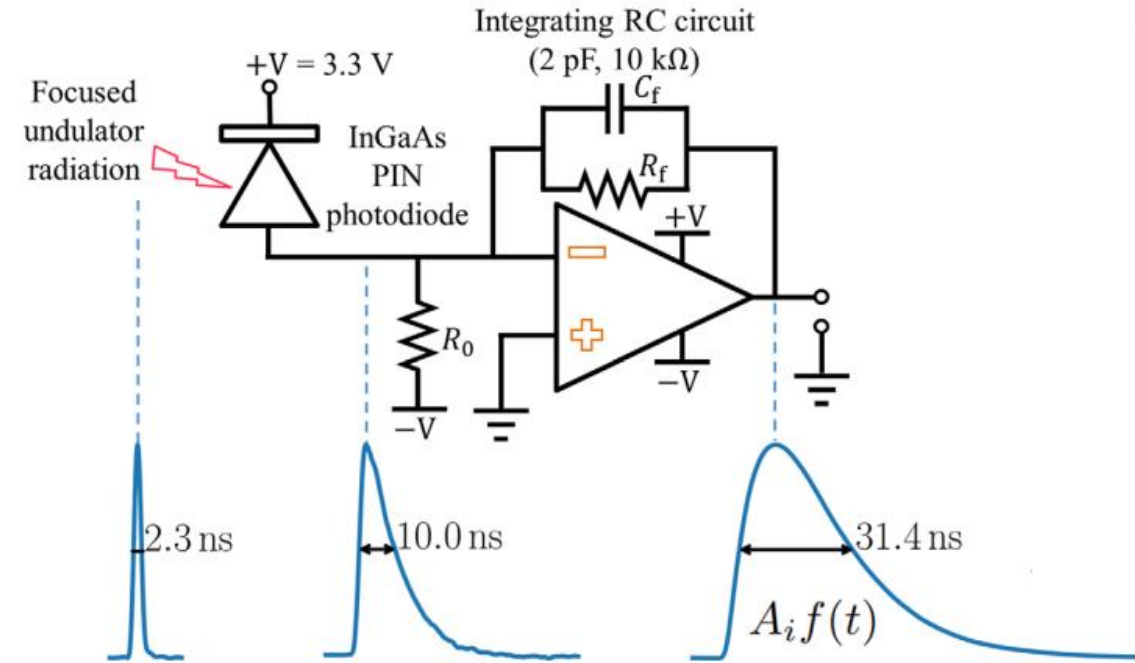 Integrating RC circuit
(2 pF, 10 kΩ)
+V = 3.3 V
C_f
Focused
undulator
radiation
InGaAs
PIN
photodiode
R_f
+V
R_0
−V
−V
2.3 ns
10.0 ns
31.4 ns
A_i f(t)